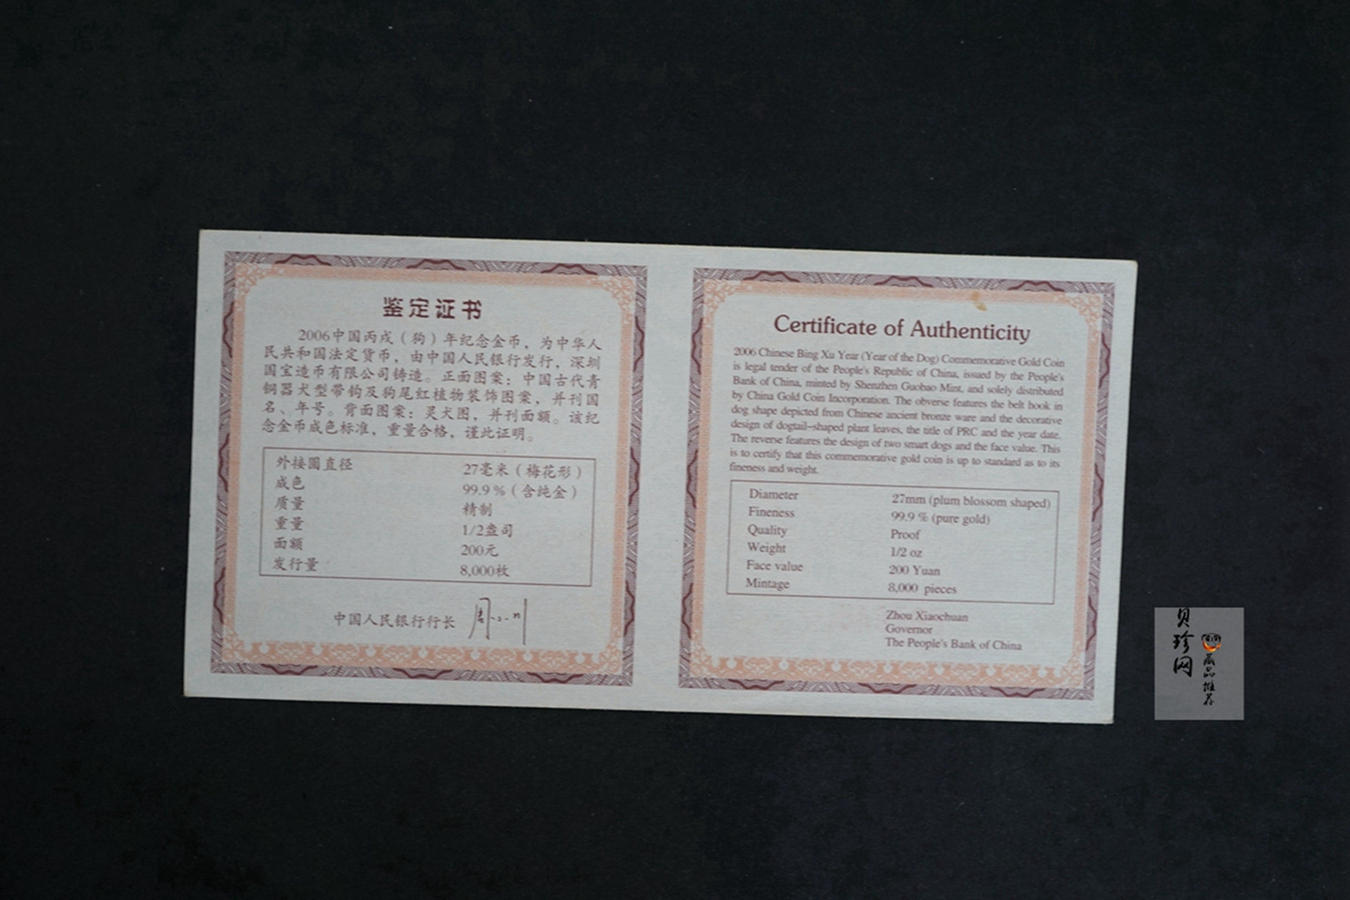 鉴定证书
2006中国丙戌（狗）年纪念金币，为中华人
民共和国法定货币，由中国人民银行发行，深圳
国宝造币有限公司铸造。正面图案：中国古代青
铜器犬型带钩及狗尾红植物装饰图案，并刊国
名、年号。背面图案：灵犬图，并刊面额。该纪
念金币成色标准，重量合格，谨此证明。
外接圆直径 27毫米（梅花形）
成色 99.9%（含纯金）
质量 精制
重量 1/2盎司
面额 200元
发行量 8,000枚
中国人民银行行长
Certificate of Authenticity
2006 Chinese Bing Xu Year (Year of the Dog) Commemorative Gold Coin
is legal tender of the People's Republic of China, issued by the People's
Bank of China, minted by Shenzhen Guobao Mint, and solely distributed
by China Gold Coin Incorporation. The obverse features the belt hook in
dog shape depicted from Chinese ancient bronze ware and the decorative
design of dogtail-shaped plant leaves, the title of PRC and the year date.
The reverse features the design of two smart dogs and the face value. This
is to certify that this commemorative gold coin is up to standard as to its
fineness and weight.
Diameter 27mm (plum blossom shaped)
Fineness 99.9 % (pure gold)
Quality Proof
Weight 1/2 oz
Face value 200 Yuan
Mintage 8,000 pieces
Zhou Xiaochuan
Governor
The People's Bank of China
贝珍网
藏品推荐